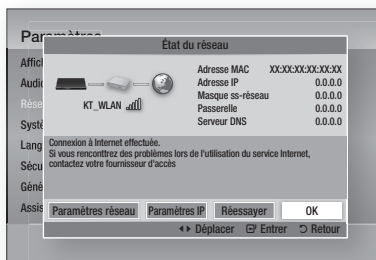 Paramètres
État du réseau
Affic
Audio
Rése
Systè
Lang
Sécu
Géné
Assis
KT_WLAN
Adresse MAC XX:XX:XX:XX:XX:XX
Adresse IP 0.0.0.0
Masque ss-réseau 0.0.0.0
Passerelle 0.0.0.0
Serveur DNS 0.0.0.0
Connexion à Internet effectuée.
Si vous rencontrez des problèmes lors de l'utilisation du service Internet,
contactez votre fournisseur d'accès
Paramètres réseau Paramètres IP Réessayer OK
Déplacer Entrer Retour